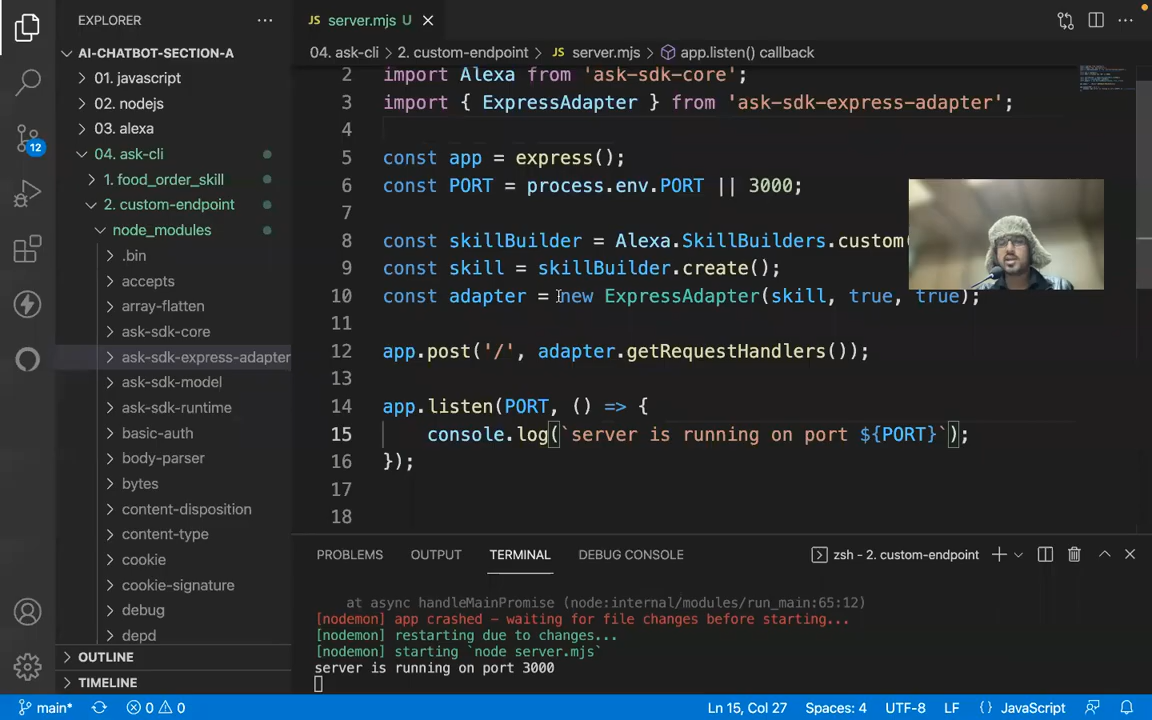 EXPLORER
AI-CHATBOT-SECTION-A
01. javascript
02. nodejs
03. alexa
04. ask-cli
1. food_order_skill
2. custom-endpoint
node_modules
.bin
accepts
array-flatten
ask-sdk-core
ask-sdk-express-adapter
ask-sdk-model
ask-sdk-runtime
basic-auth
body-parser
bytes
content-disposition
content-type
cookie
cookie-signature
debug
depd
OUTLINE
TIMELINE
12
JS server.mjs U
04. ask-cli > 2. custom-endpoint > JS server.mjs > app.listen() callback
2 import Alexa from 'ask-sdk-core';
3 import { ExpressAdapter } from 'ask-sdk-express-adapter';
4
5 const app = express();
6 const PORT = process.env.PORT || 3000;
7
8 const skillBuilder = Alexa.SkillBuilders.custom(
9 const skill = skillBuilder.create();
10 const adapter = new ExpressAdapter(skill, true, true);
11
12 app.post('/', adapter.getRequestHandlers());
13
14 app.listen(PORT, () => {
15 console.log(`server is running on port ${PORT}`);
16 });
17
18
PROBLEMS OUTPUT TERMINAL DEBUG CONSOLE zsh - 2. custom-endpoint
at async handleMainPromise (node:internal/modules/run_main:65:12)
[nodemon] app crashed - waiting for file changes before starting...
[nodemon] restarting due to changes...
[nodemon] starting `node server.mjs`
server is running on port 3000
main* 0 0 Ln 15, Col 27 Spaces: 4 UTF-8 LF {} JavaScript